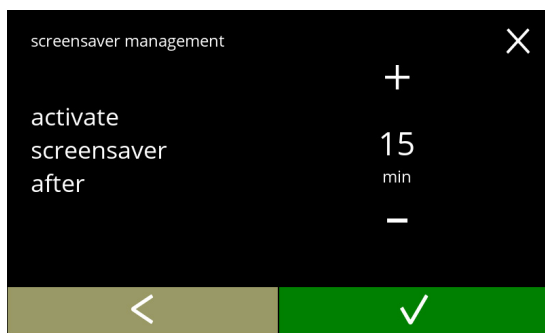 screensaver management
activate
screensaver
after
15
min